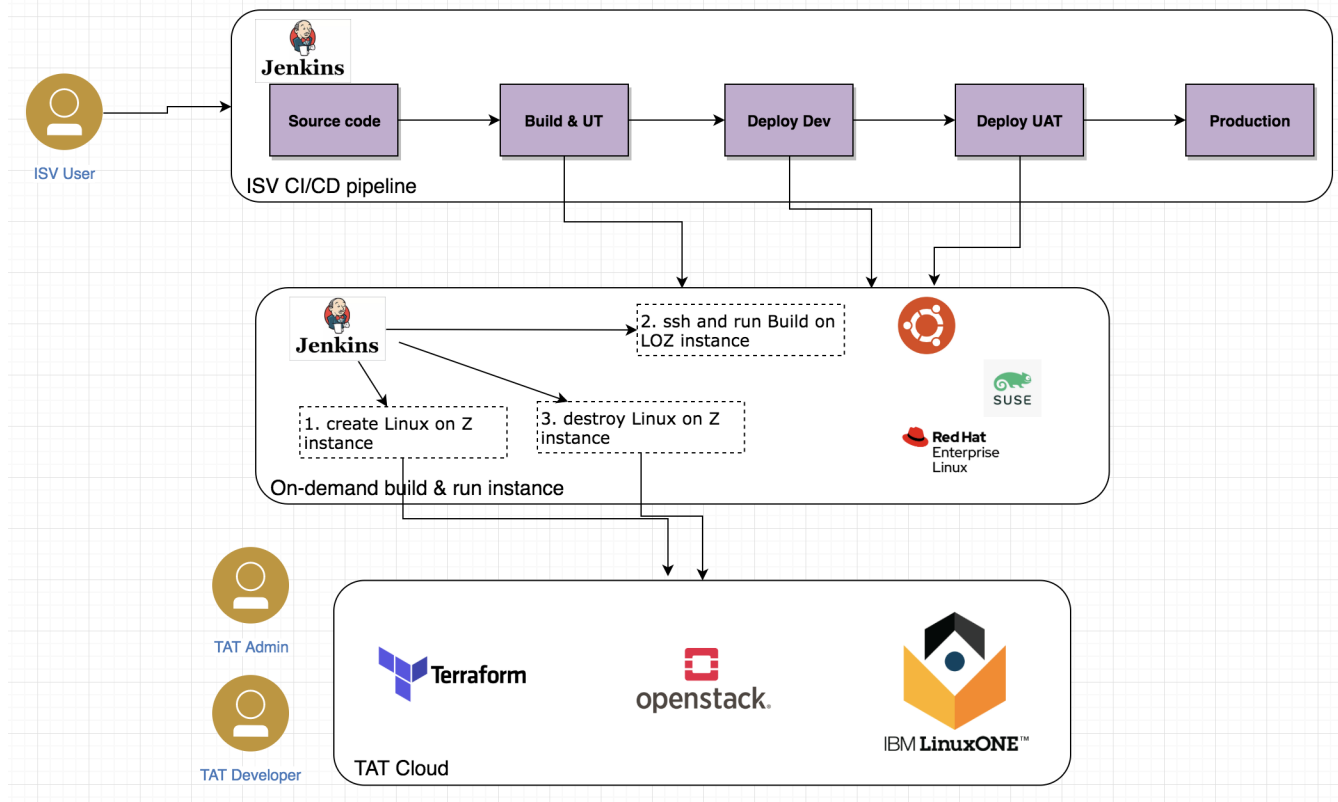 Jenkins
Source code
Build & UT
Deploy Dev
Deploy UAT
Production
ISV User
ISV CI/CD pipeline
Jenkins
2. ssh and run Build on
LOZ instance
SUSE
1. create Linux on Z
instance
3. destroy Linux on Z
instance
Red Hat
Enterprise
Linux
On-demand build & run instance
TAT Admin
Terraform
openstack.
IBM LinuxONE™
TAT Developer
TAT Cloud